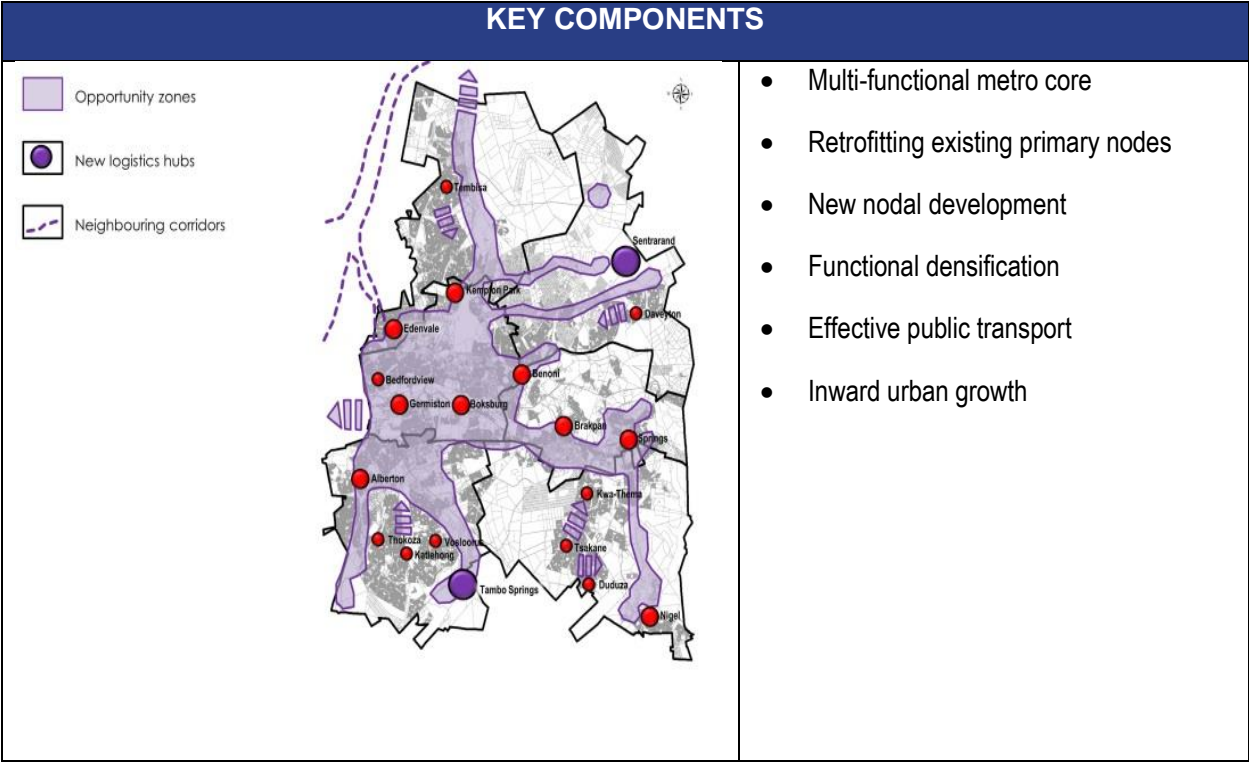 KEY COMPONENTS
Opportunity zones
New logistics hubs
Neighbouring corridors
Tembisa
Sentrarand
Kempton Park
Daveyton
Edenvale
Benoni
Bedfordview
Germiston
Boksburg
Brakpan
Springs
Alberton
Kwa-Thema
Thokoza
Vosloorus
Katlehong
Tsakane
Tambo Springs
Duduza
Nigel
• Multi-functional metro core
• Retrofitting existing primary nodes
• New nodal development
• Functional densification
• Effective public transport
• Inward urban growth